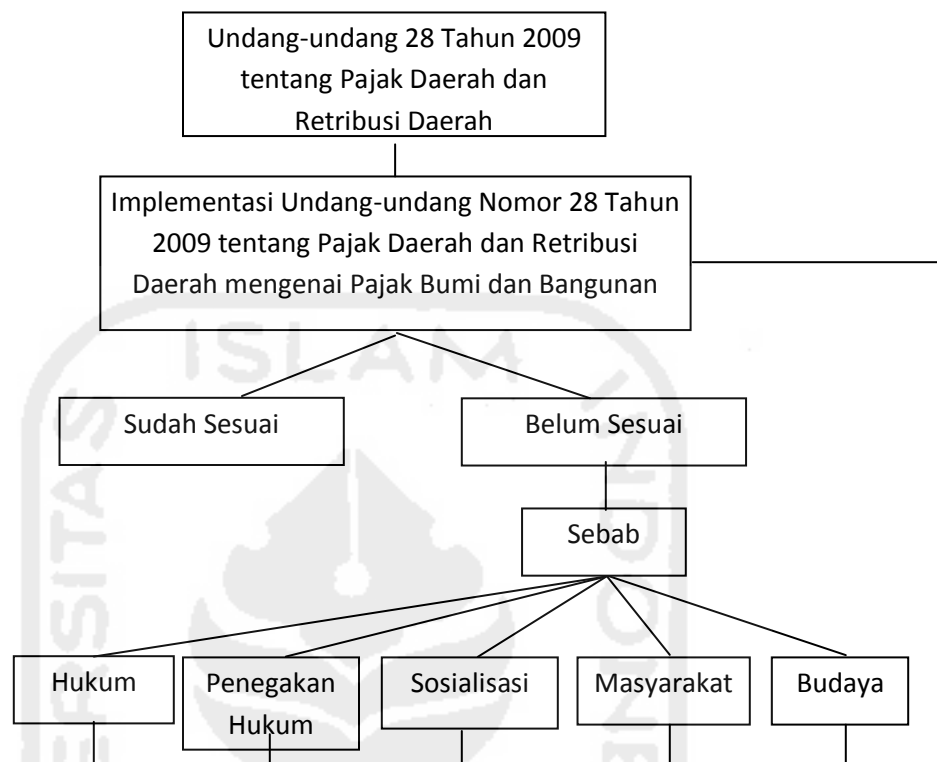 Undang-undang 28 Tahun 2009
tentang Pajak Daerah dan
Retribusi Daerah
Implementasi Undang-undang Nomor 28 Tahun
2009 tentang Pajak Daerah dan Retribusi
Daerah mengenai Pajak Bumi dan Bangunan
Sudah Sesuai
Belum Sesuai
Sebab
Hukum
Penegakan
Hukum
Sosialisasi
Masyarakat
Budaya
ISLAM